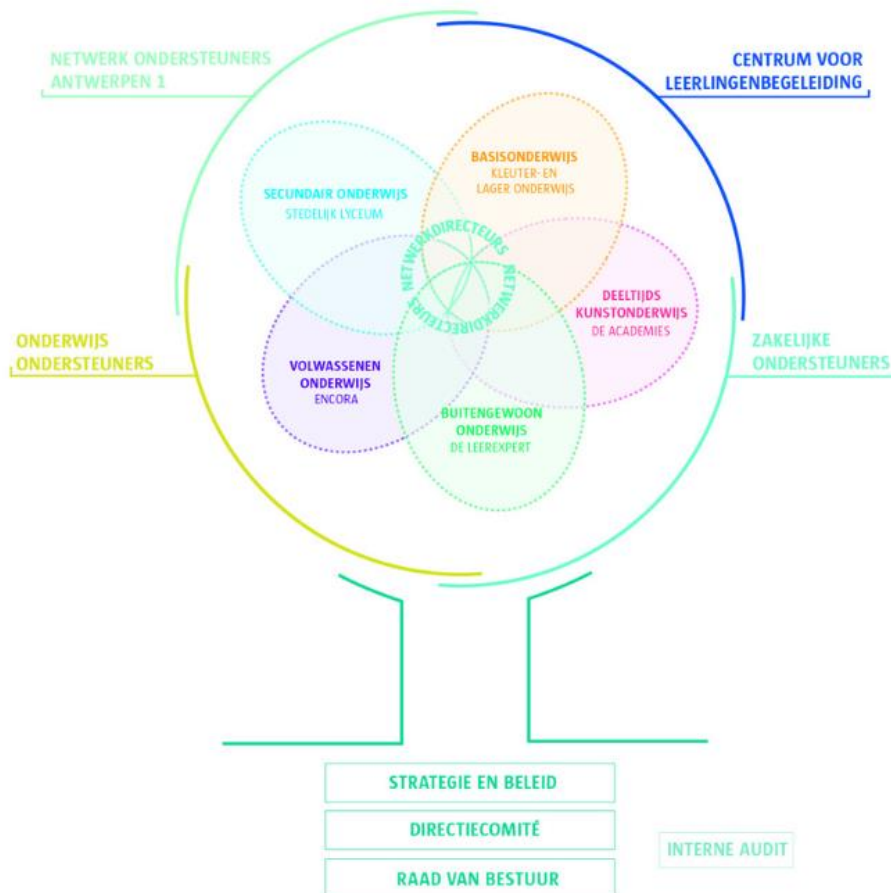 NETWERK ONDERSTEUNERS
ANTWERPEN 1
CENTRUM VOOR
LEERLINGENBEGELEIDING
BASISONDERWIJS
KLEUTER- EN
LAGER ONDERWIJS
SECUNDAIR ONDERWIJS
STEDELIJK LYCEUM
NETWERKDIRECTEURS
NETWERKDIRECTEURS
DEELTIJDS
KUNSTONDERWIJS
DE ACADEMIES
ONDERWIJS
ONDERSTEUNERS
ZAKELIJKE
ONDERSTEUNERS
VOLWASSENEN
ONDERWIJS
ENCORA
BUITENGEWOON
ONDERWIJS
DE LEEREXPERT
STRATEGIE EN BELEID
DIRECTIECOMITÉ
INTERNE AUDIT
RAAD VAN BESTUUR